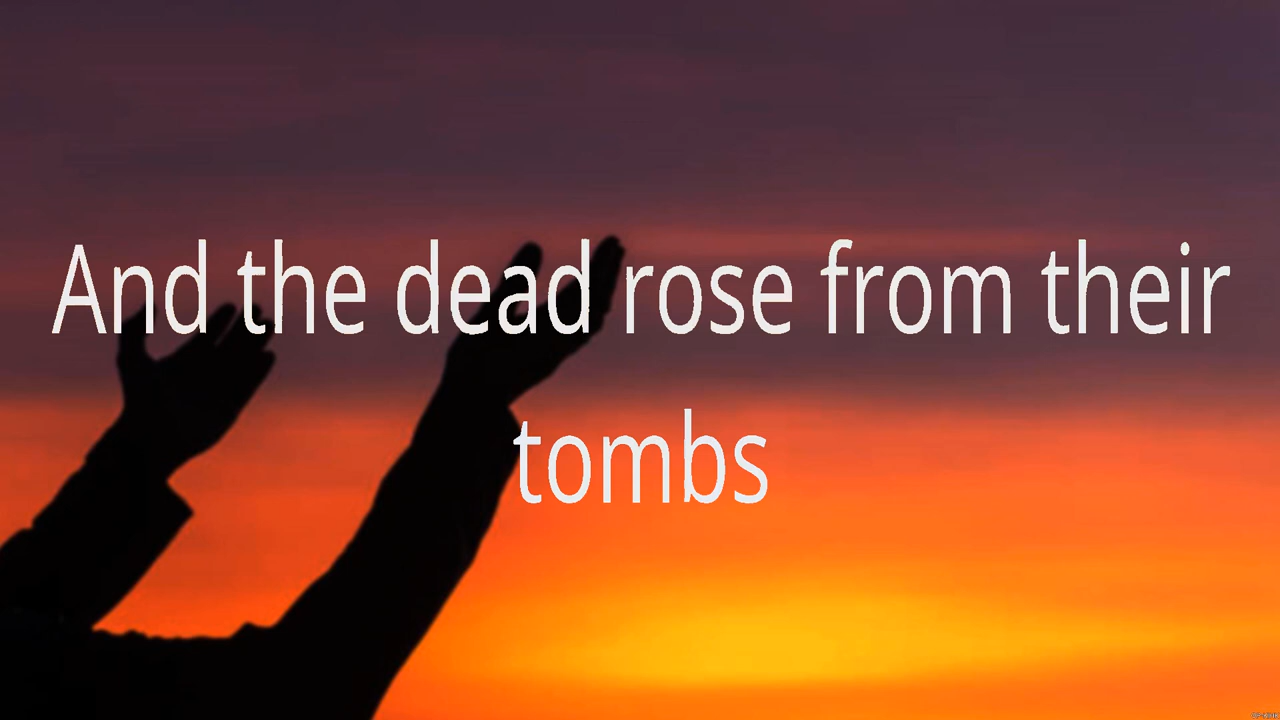 And the dead rose from their
tombs